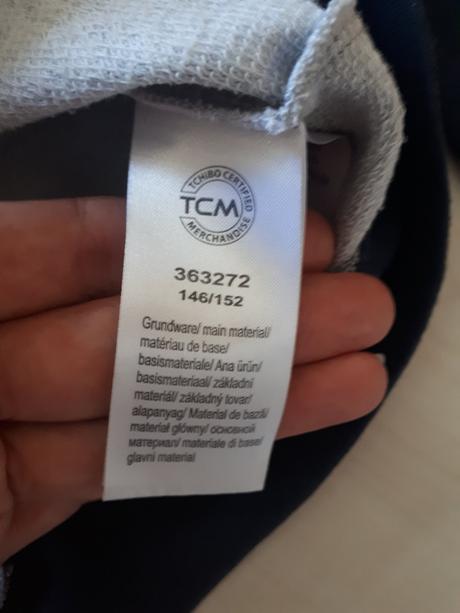 TCHIBO CERTIFIED
TCM
MERCHANDISE
363272
146/152
Grundware/ main material/
matériau de base/
basismateriale/ Ana ürün/
basismateriaal/ základní
materiál/ základný tovar/
alapanyag/ Material de bază/
materiał główny/ основной
материал/ materiale di base/
glavni material